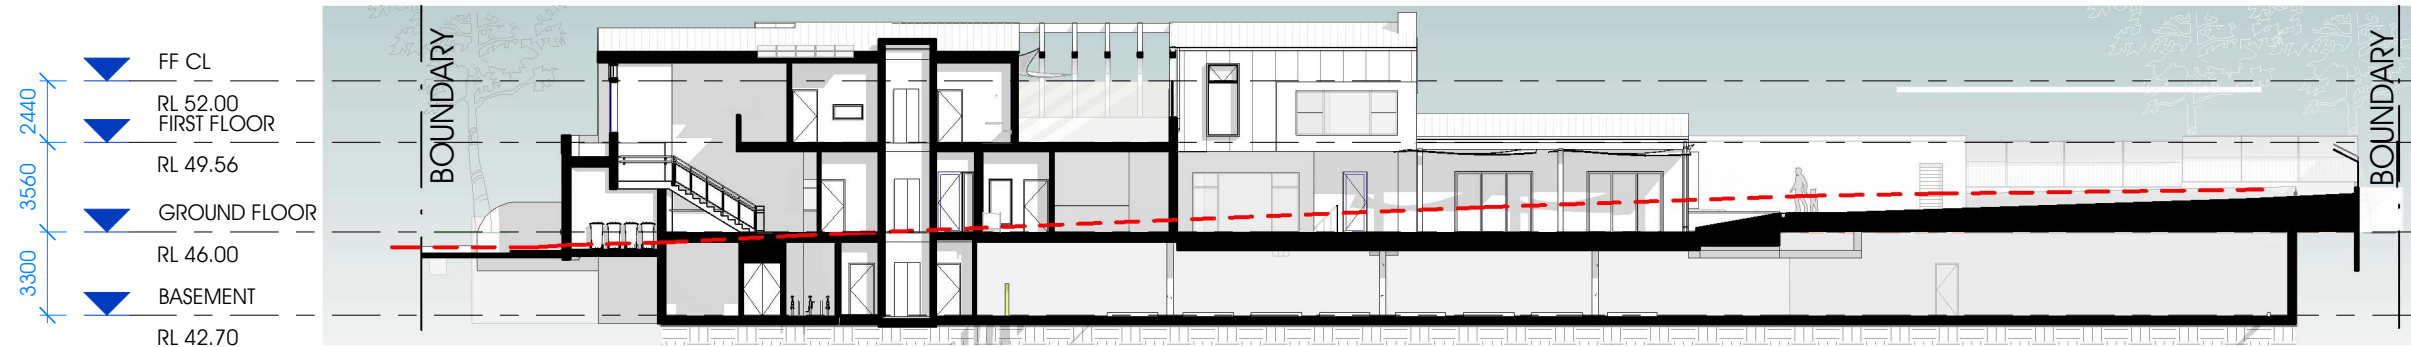 FF CL
RL 52.00
FIRST FLOOR
RL 49.56
GROUND FLOOR
RL 46.00
BASEMENT
RL 42.70
2440
3560
3300
BOUNDARY
BOUNDARY